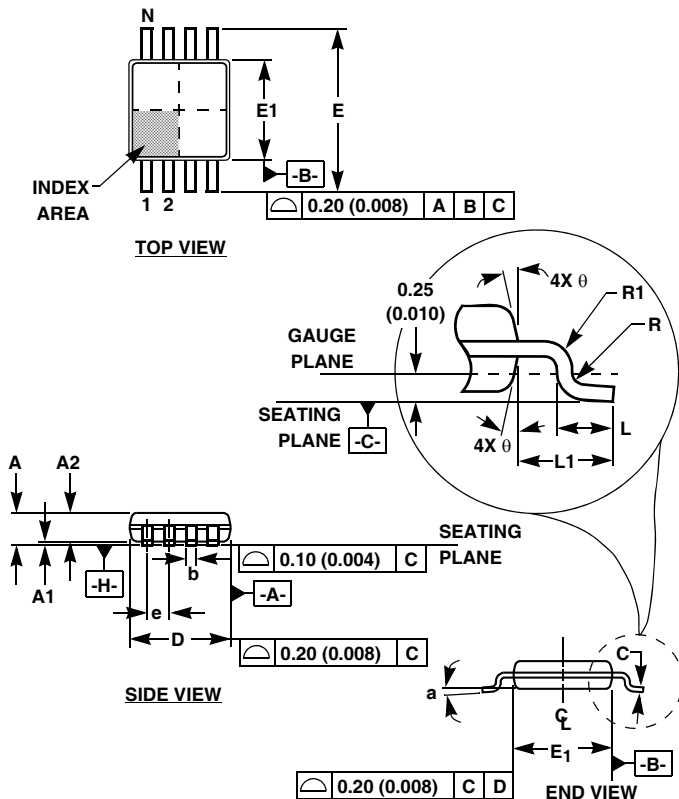 N
E1
E
-B-
INDEX
AREA
1 2
0.20 (0.008) A B C
TOP VIEW
0.25
(0.010)
4X θ
R1
R
GAUGE
PLANE
SEATING
PLANE
-C-
4X θ
L
L1
A
A2
SEATING
PLANE
A1
-H-
b
0.10 (0.004) C
e
-A-
D
0.20 (0.008) C
SIDE VIEW
C
a
CL
E1
-B-
0.20 (0.008) C D
END VIEW